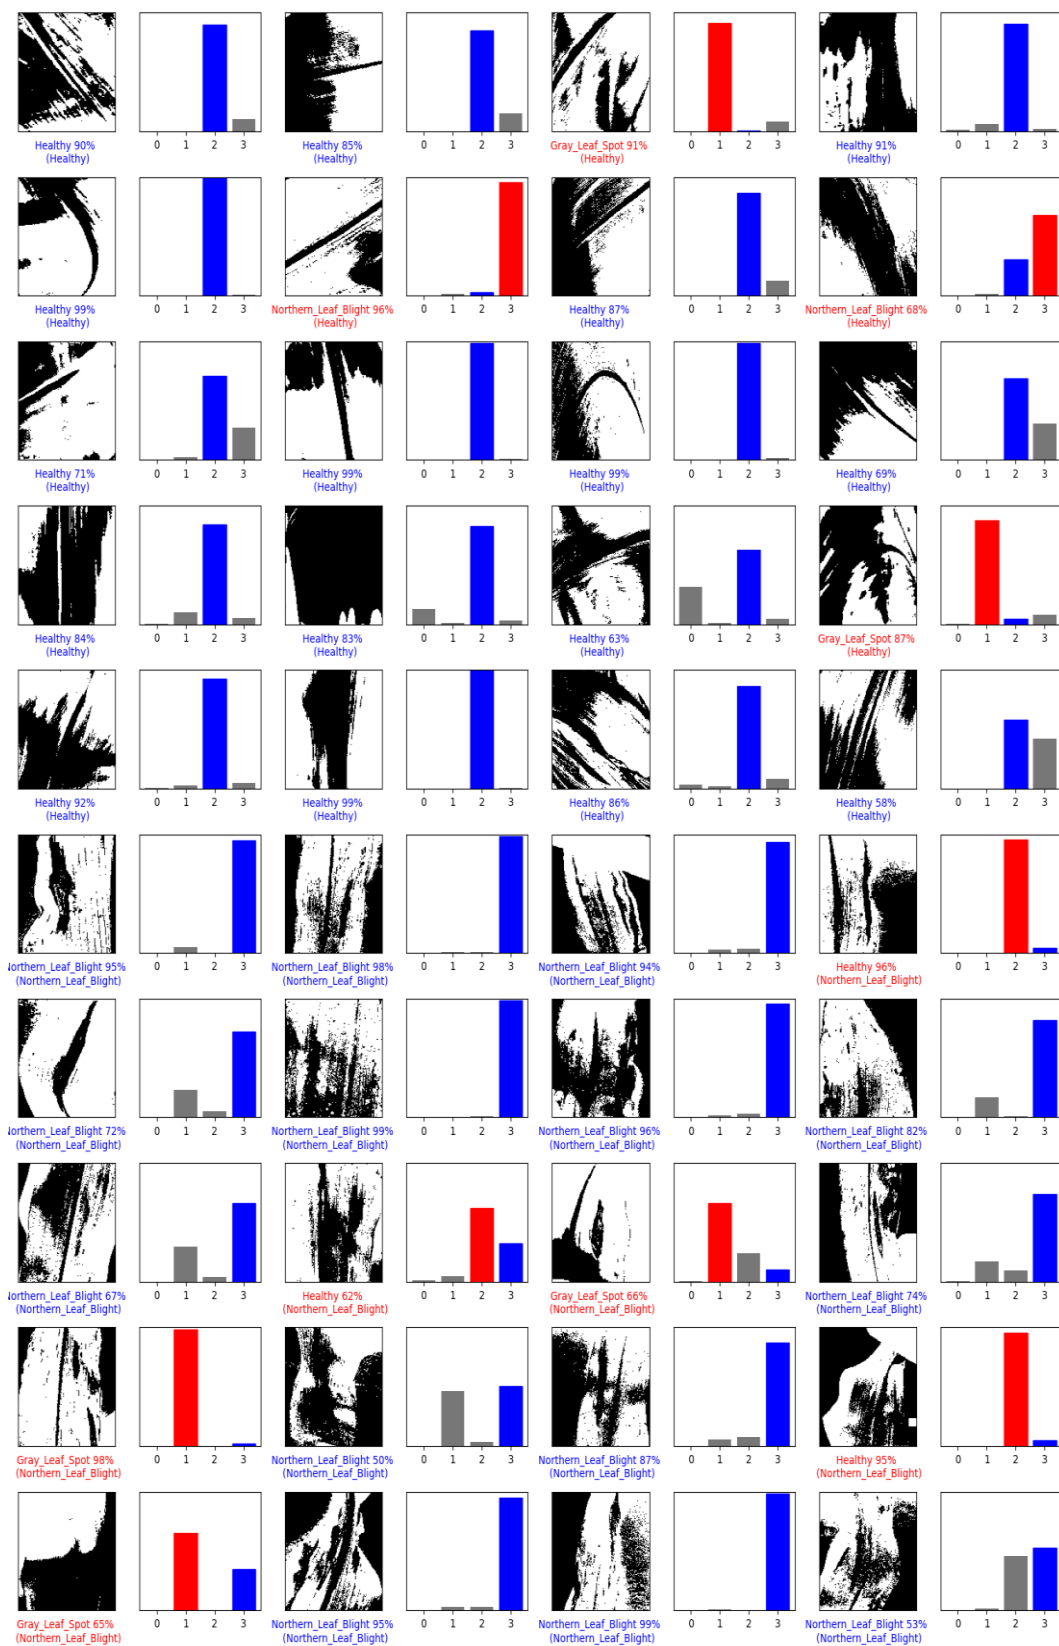 0 1 2 3 0 1 2 3 0 1 2 3 0 1 2 3
Healthy 90% Healthy 85% Gray_Leaf_Spot 91% Healthy 91%
(Healthy) (Healthy) (Healthy) (Healthy)
0 1 2 3 0 1 2 3 0 1 2 3 0 1 2 3
Healthy 99% Northern_Leaf_Blight 96% Healthy 87% Northern_Leaf_Blight 68%
(Healthy) (Healthy) (Healthy) (Healthy)
0 1 2 3 0 1 2 3 0 1 2 3 0 1 2 3
Healthy 71% Healthy 99% Healthy 99% Healthy 69%
(Healthy) (Healthy) (Healthy) (Healthy)
0 1 2 3 0 1 2 3 0 1 2 3 0 1 2 3
Healthy 84% Healthy 83% Healthy 63% Gray_Leaf_Spot 87%
(Healthy) (Healthy) (Healthy) (Healthy)
0 1 2 3 0 1 2 3 0 1 2 3 0 1 2 3
Healthy 92% Healthy 99% Healthy 86% Healthy 58%
(Healthy) (Healthy) (Healthy) (Healthy)
0 1 2 3 0 1 2 3 0 1 2 3 0 1 2 3
Northern_Leaf_Blight 95% Northern_Leaf_Blight 98% Northern_Leaf_Blight 94% Healthy 96%
(Northern_Leaf_Blight) (Northern_Leaf_Blight) (Northern_Leaf_Blight) (Northern_Leaf_Blight)
0 1 2 3 0 1 2 3 0 1 2 3 0 1 2 3
Northern_Leaf_Blight 72% Northern_Leaf_Blight 99% Northern_Leaf_Blight 96% Northern_Leaf_Blight 82%
(Northern_Leaf_Blight) (Northern_Leaf_Blight) (Northern_Leaf_Blight) (Northern_Leaf_Blight)
0 1 2 3 0 1 2 3 0 1 2 3 0 1 2 3
Northern_Leaf_Blight 67% Healthy 62% Gray_Leaf_Spot 66% Northern_Leaf_Blight 74%
(Northern_Leaf_Blight) (Northern_Leaf_Blight) (Northern_Leaf_Blight) (Northern_Leaf_Blight)
0 1 2 3 0 1 2 3 0 1 2 3 0 1 2 3
Gray_Leaf_Spot 98% Northern_Leaf_Blight 50% Northern_Leaf_Blight 87% Healthy 95%
(Northern_Leaf_Blight) (Northern_Leaf_Blight) (Northern_Leaf_Blight) (Northern_Leaf_Blight)
0 1 2 3 0 1 2 3 0 1 2 3 0 1 2 3
Gray_Leaf_Spot 65% Northern_Leaf_Blight 95% Northern_Leaf_Blight 99% Northern_Leaf_Blight 53%
(Northern_Leaf_Blight) (Northern_Leaf_Blight) (Northern_Leaf_Blight) (Northern_Leaf_Blight)